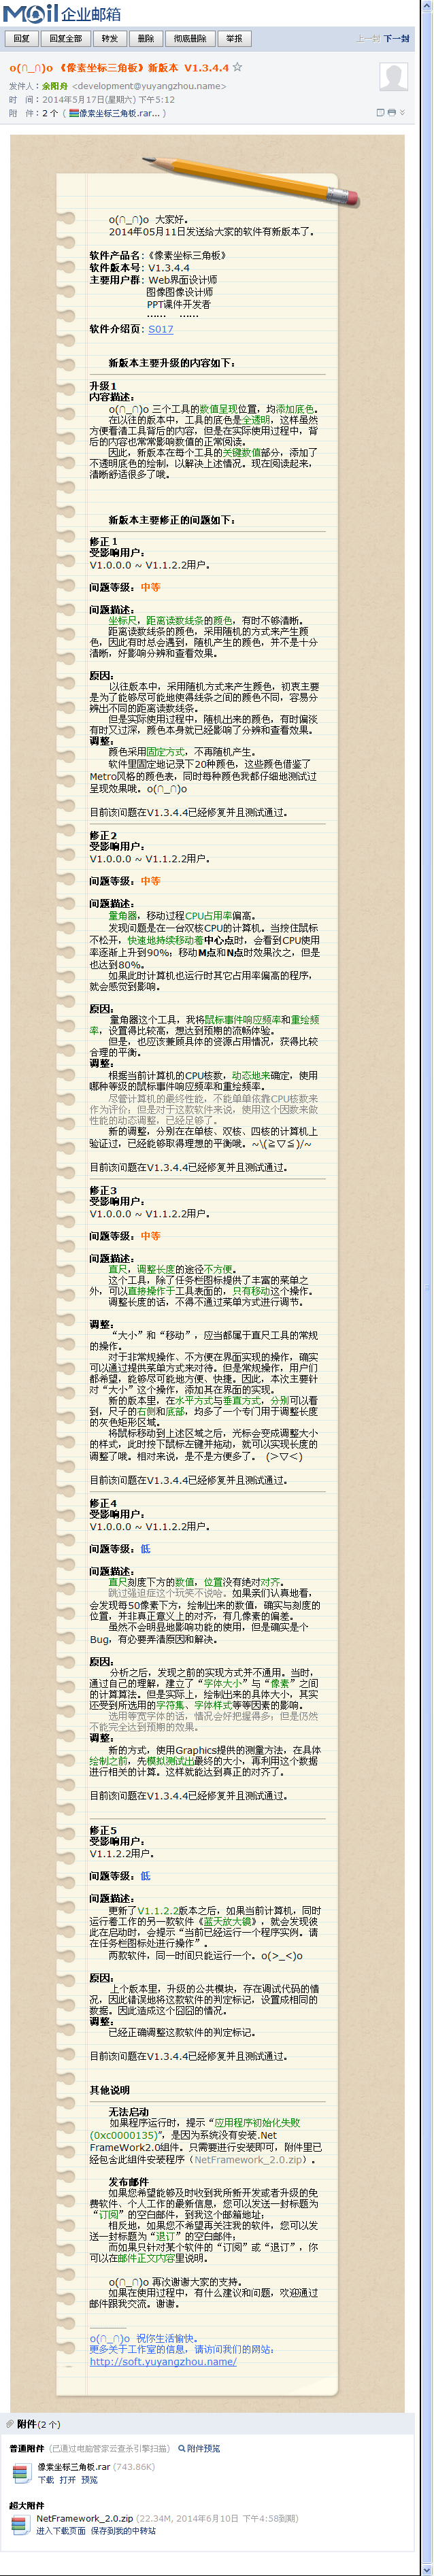 MOil 企业邮箱
回复 回复全部 转发 删除 彻底删除 举报 上一封 下一封
o(∩_∩)o 《像素坐标三角板》新版本 V1.3.4.4 ☆
发件人：余阳舟 <development@yuyangzhou.name>
时 间：2014年5月17日(星期六) 下午5:12
附 件：2 个 ( 像素坐标三角板.rar... )
o(∩_∩)o 大家好。
2014年05月11日发送给大家的软件有新版本了。
软件产品名：《像素坐标三角板》
软件版本号：V1.3.4.4
主要用户群：Web界面设计师
图像图像设计师
PPT课件开发者
…… ……
软件介绍页：S017
新版本主要升级的内容如下：
升级1
内容描述：
o(∩_∩)o 三个工具的数值呈现位置，均添加底色。
在以往的版本中，工具的底色是全透明，这样虽然
方便看清工具背后的内容，但是在实际使用过程中，背
后的内容也常常影响数值的正常阅读。
因此，新版本在每个工具的关键数值部分，添加了
不透明底色的绘制，以解决上述情况。现在阅读起来，
清晰舒适很多了哦。
新版本主要修正的问题如下：
修正1
受影响用户：
V1.0.0.0 ~ V1.1.2.2用户。
问题等级：中等
问题描述：
坐标尺，距离读数线条的颜色，有时不够清晰。
距离读数线条的颜色，采用随机的方式来产生颜
色，因此有时总会遇到，随机产生的颜色，并不是十分
清晰，好影响分辨和查看效果。
原因：
以往版本中，采用随机方式来产生颜色，初衷主要
是为了能够尽可能地使得线条之间的颜色不同，容易分
辨出不同的距离读数线条。
但是实际使用过程中，随机出来的颜色，有时偏淡
有时又过深，颜色本身就已经影响了分辨和查看效果。
调整：
颜色采用固定方式，不再随机产生。
软件里固定地记录下20种颜色，这些颜色借鉴了
Metro风格的颜色表，同时每种颜色我都仔细地测试过
呈现效果哦。o(∩_∩)o
目前该问题在V1.3.4.4已经修复并且测试通过。
修正2
受影响用户：
V1.0.0.0 ~ V1.1.2.2用户。
问题等级：中等
问题描述：
量角器，移动过程CPU占用率偏高。
发现问题是在一台双核CPU的计算机。当按住鼠标
不松开，快速地持续移动着中心点时，会看到CPU使用
率逐渐上升到90%；移动M点和N点时效果次之，但是
也达到80%。
如果此时计算机也运行时其它占用率偏高的程序，
就会感觉到影响。
原因：
量角器这个工具，我将鼠标事件响应频率和重绘频
率，设置得比较高，想达到预期的流畅体验。
但是，也应该兼顾具体的资源占用情况，获得比较
合理的平衡。
调整：
根据当前计算机的CPU核数，动态地来确定，使用
哪种等级的鼠标事件响应频率和重绘频率。
尽管计算机的最终性能，不能单单依靠CPU核数来
作为评价，但是对于这款软件来说，使用这个因数来做
性能的动态调整，已经足够了。
新的调整，分别在在单核、双核、四核的计算机上
验证过，已经能够取得理想的平衡哦。~\(≧▽≦)/~
目前该问题在V1.3.4.4已经修复并且测试通过。
修正3
受影响用户：
V1.0.0.0 ~ V1.1.2.2用户。
问题等级：中等
问题描述：
直尺，调整长度的途径不方便。
这个工具，除了任务栏图标提供了丰富的菜单之
外，可以直接操作于工具表面的，只有移动这个操作。
调整长度的话，不得不通过菜单方式进行调节。
调整：
“大小”和“移动”，应当都属于直尺工具的常规
的操作。
对于非常规操作、不方便在界面实现的操作，确实
可以通过提供菜单方式来对待。但是常规操作，用户们
都希望，能够尽可能地方便、快捷。因此，本次主要针
对“大小”这个操作，添加其在界面的实现。
新的版本里，在水平方式与垂直方式，分别可以看
到，尺子的右侧和底部，均多了一个专门用于调整长度
的灰色矩形区域。
将鼠标移动到上述区域之后，光标会变成调整大小
的样式，此时按下鼠标左键并拖动，就可以实现长度的
调整了哦。相对来说，是不是方便多了。（>▽<）
目前该问题在V1.3.4.4已经修复并且测试通过。
修正4
受影响用户：
V1.0.0.0 ~ V1.1.2.2用户。
问题等级：低
问题描述：
直尺刻度下方的数值，位置没有绝对对齐。
跳过强迫症这个玩笑不说哈，如果亲们认真地看，
会发现每50像素下方，绘制出来的数值，确实与刻度的
位置，并非真正意义上的对齐，有几像素的偏差。
虽然不会明显地影响功能的使用，但是确实是个
Bug，有必要弄清原因和解决。
原因：
分析之后，发现之前的实现方式并不通用。当时，
通过自己的理解，建立了“字体大小”与“像素”之间
的计算算法。但是实际上，绘制出来的具体大小，其实
还受到所选用的字符集、字体样式等等因素的影响。
选用等宽字体的话，情况会好把握得多，但是仍然
不能完全达到预期的效果。
调整：
新的方式，使用Graphics提供的测量方法，在具体
绘制之前，先模拟测试出最终的大小，再利用这个数据
进行相关的计算。这样就能达到真正的对齐了。
目前该问题在V1.3.4.4已经修复并且测试通过。
修正5
受影响用户：
V1.1.2.2用户。
问题等级：低
问题描述：
更新了V1.1.2.2版本之后，如果当前计算机，同时
运行着工作的另一款软件《蓝天放大镜》，就会发现彼
此在启动时，会提示“当前已经运行一个程序实例。请
在任务栏图标处进行操作”。
两款软件，同一时间只能运行一个。o(>_<)o
原因：
上个版本里，升级的公共模块，存在调试代码的情
况，因此错误地将这款软件的判定标记，设置成相同的
数据。因此造成这个囧囧的情况。
调整：
已经正确调整这款软件的判定标记。
目前该问题在V1.3.4.4已经修复并且测试通过。
其他说明
无法启动
如果程序运行时，提示“应用程序初始化失败
(0xc0000135)”，是因为系统没有安装.Net
FrameWork2.0组件。只需要进行安装即可，附件里已
经包含此组件安装程序（NetFramework_2.0.zip）。
发布邮件
如果您希望能够及时收到我所新开发或者升级的免
费软件、个人工作的最新信息，您可以发送一封标题为
“订阅”的空白邮件，到我这个邮箱地址；
相反地，如果您不希望再关注我的软件，您可以发
送一封标题为“退订”的空白邮件；
而如果只针对某个软件的“订阅”或“退订”，你
可以在邮件正文内容里说明。
o(∩_∩)o 再次谢谢大家的支持。
如果在使用过程中，有什么建议和问题，欢迎通过
邮件跟我交流。谢谢。
o(∩_∩)o 祝你生活愉快。
更多关于工作室的信息，请访问我们的网站：
http://soft.yuyangzhou.name/
附件(2 个)
普通附件 (已通过电脑管家云查杀引擎扫描) 附件预览
像素坐标三角板.rar (743.86K)
下载 打开 预览
超大附件
NetFramework_2.0.zip (22.34M, 2014年6月10日 下午4:58到期)
进入下载页面 保存到我的中转站